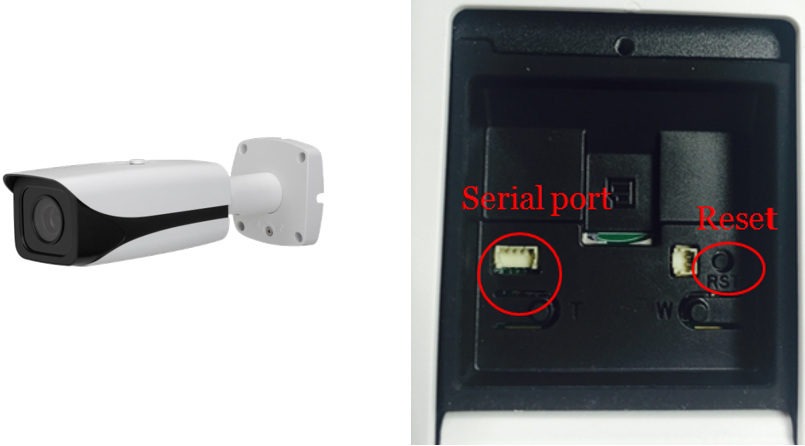 Serial port
Reset
RST
T
W